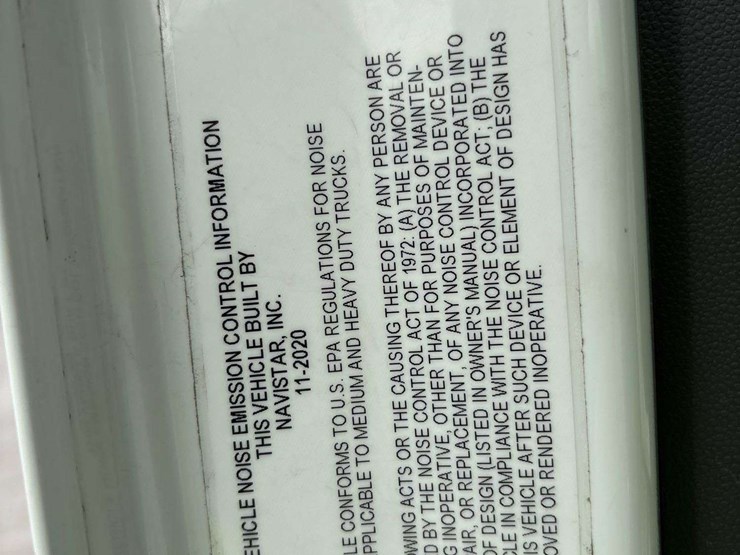 EHICLE NOISE EMISSION CONTROL INFORMATION
THIS VEHICLE BUILT BY
NAVISTAR, INC.
11-2020
LE CONFORMS TO U.S. EPA REGULATIONS FOR NOISE
PPLICABLE TO MEDIUM AND HEAVY DUTY TRUCKS.
OWING ACTS OR THE CAUSING THEREOF BY ANY PERSON ARE
D BY THE NOISE CONTROL ACT OF 1972: (A) THE REMOVAL OR
G INOPERATIVE, OTHER THAN FOR PURPOSES OF MAINTEN-
AIR, OR REPLACEMENT, OF ANY NOISE CONTROL DEVICE OR
OF DESIGN (LISTED IN OWNER'S MANUAL) INCORPORATED INTO
CLE IN COMPLIANCE WITH THE NOISE CONTROL ACT; (B) THE
IS VEHICLE AFTER SUCH DEVICE OR ELEMENT OF DESIGN HAS
OVED OR RENDERED INOPERATIVE.